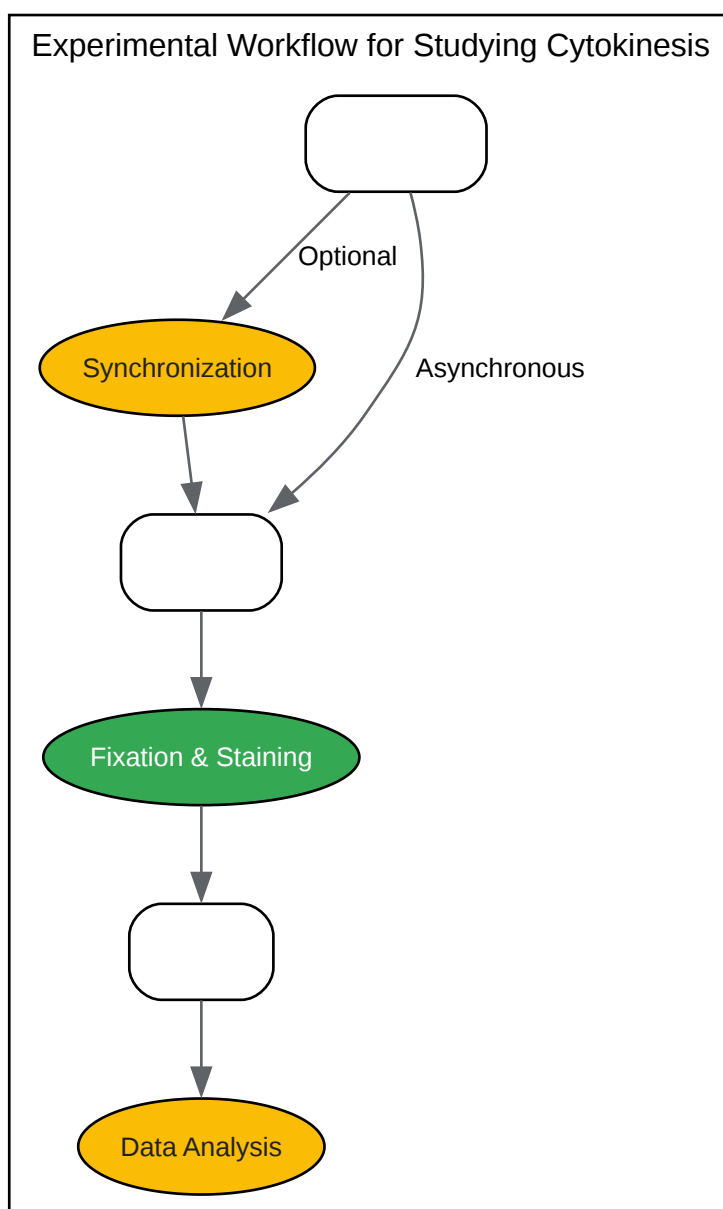 Experimental Workflow for Studying Cytokinesis
Optional
Synchronization
Asynchronous
Fixation & Staining
Data Analysis